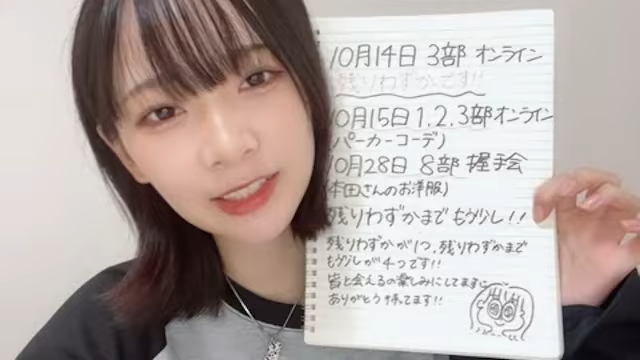 10月14日 3部 オンライン
残りわずかです!!
10月15日 1.2.3部オンライン
(パーカーコーデ)
10月28日 8部 握手会
(本田さんのお洋服)
残りわずかまでもう少し!!
残りわずかが1つ、残りわずかまで
もう少しが4つです!!
皆と会えるの楽しみにしてます
ありがとう 待ってます!!